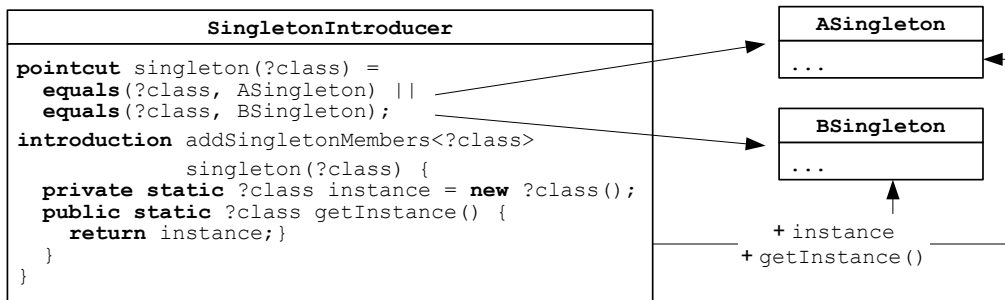 SingletonIntroducer
pointcut singleton(?class) =
equals(?class, ASingleton) ||
equals(?class, BSingleton);
introduction addSingletonMembers<?class>
singleton(?class) {
private static ?class instance = new ?class();
public static ?class getInstance() {
return instance;}
}
}
ASingleton
...
BSingleton
...
+ instance
+ getInstance()